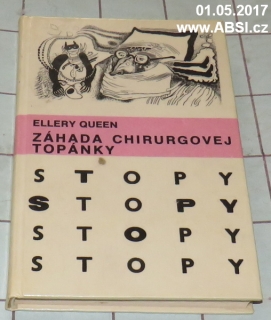 01.05.2017
www.ABSI.cz
ELLERY QUEEN
ZÁHADA CHIRURGOVEJ
TOPÁNKY
STOPY
STOPY
STOPY
STOPY